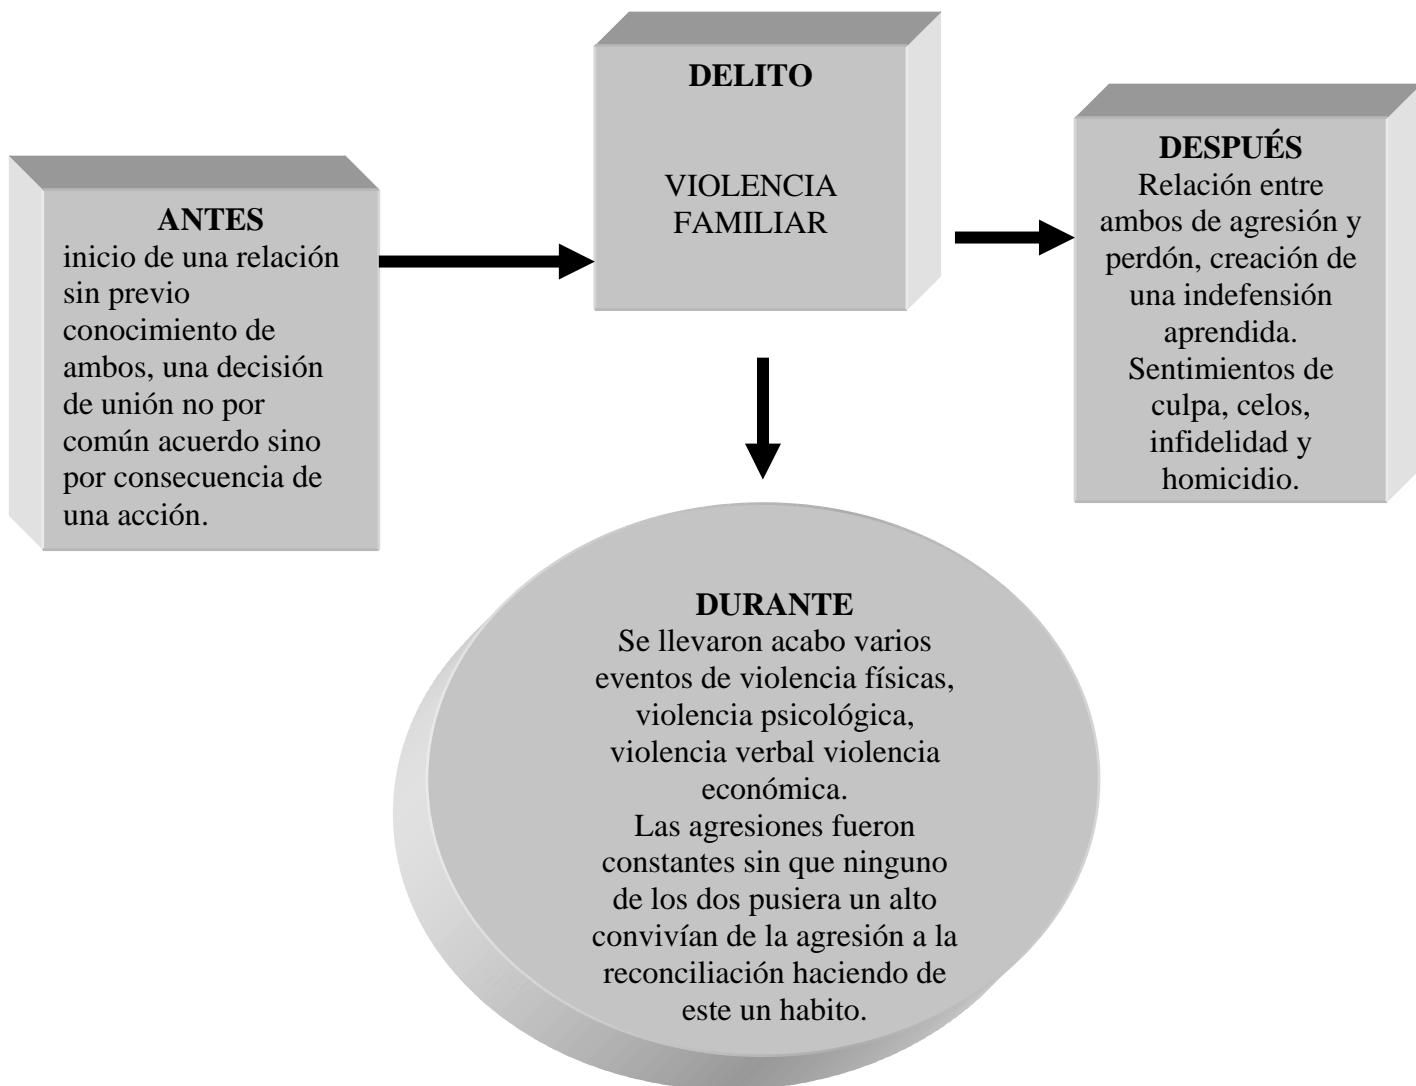 ANTES
inicio de una relación
sin previo
conocimiento de
ambos, una decisión
de unión no por
común acuerdo sino
por consecuencia de
una acción.
DELITO
VIOLENCIA
FAMILIAR
DESPUÉS
Relación entre
ambos de agresión y
perdón, creación de
una indefensión
aprendida.
Sentimientos de
culpa, celos,
infidelidad y
homicidio.
DURANTE
Se llevaron acabo varios
eventos de violencia físicas,
violencia psicológica,
violencia verbal violencia
económica.
Las agresiones fueron
constantes sin que ninguno
de los dos pusiera un alto
convivían de la agresión a la
reconciliación haciendo de
este un habito.